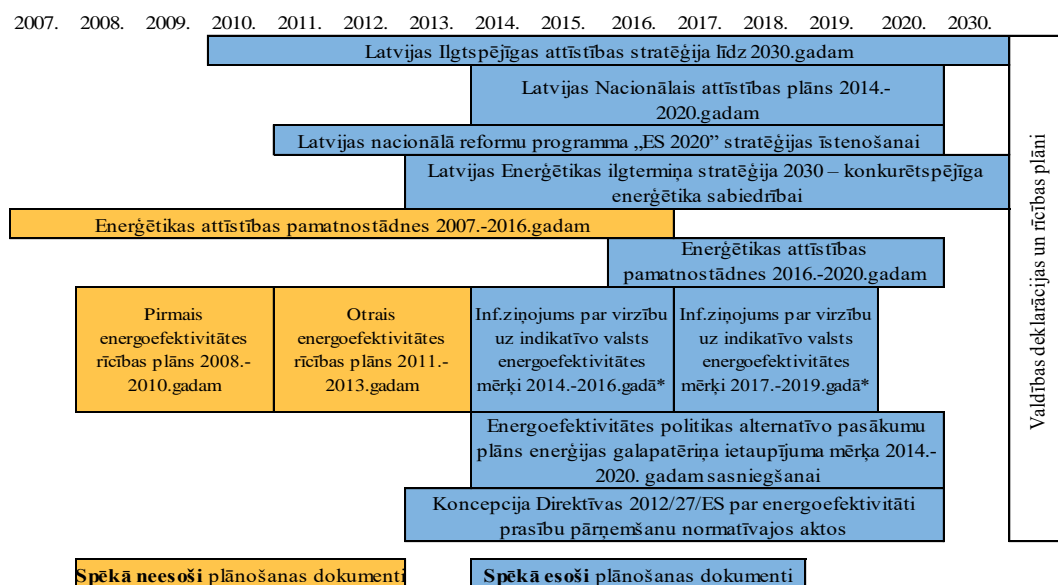 2007. 2008. 2009. 2010. 2011. 2012. 2013. 2014. 2015. 2016. 2017. 2018. 2019. 2020. 2030.
Latvijas Ilgtspējīgas attīstības stratēģija līdz 2030.gadam
Latvijas Nacionālais attīstības plāns 2014.-
2020.gadam
Latvijas nacionālā reformu programma „ES 2020” stratēģijas īstenošanai
Latvijas Enerģētikas ilgtermiņa stratēģija 2030 – konkurētspējīga
enerģētika sabiedrībai
Enerģētikas attīstības pamatnostādnes 2007.-2016.gadam
Enerģētikas attīstības
pamatnostādnes 2016.-2020.gadam
Pirmais
energoefektivitātes
rīcības plāns 2008.-
2010.gadam
Otrais
energoefektivitātes
rīcības plāns 2011.-
2013.gadam
Inf.ziņojums par virzību
uz indikatīvo valsts
energoefektivitātes
mērķi 2014.-2016.gadā*
Inf.ziņojums par virzību
uz indikatīvo valsts
energoefektivitātes
mērķi 2017.-2019.gadā*
Energoefektivitātes politikas alternatīvo pasākumu
plāns enerģijas galapatēriņa ietaupījuma mērķa 2014.-
2020. gadam sasniegšanai
Koncepcija Direktīvas 2012/27/ES par energoefektivitāti
prasību pārņemšanu normatīvajos aktos
Valdības deklarācijas un rīcības plāni
Spēkā neesoši plānošanas dokumenti
Spēkā esoši plānošanas dokumenti